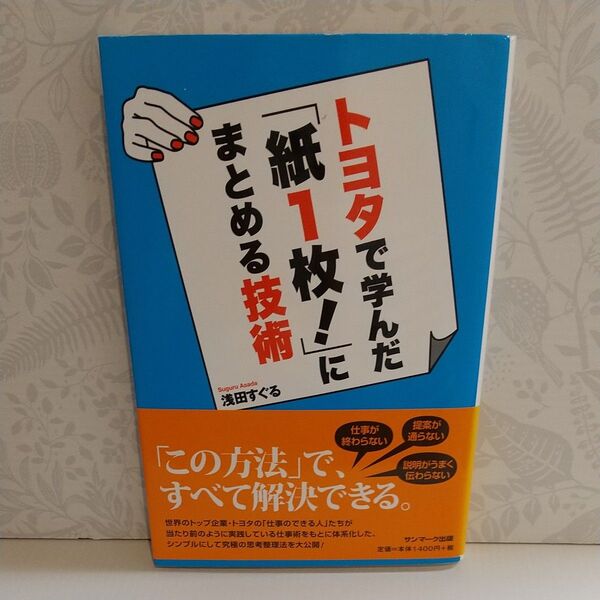 トヨタで学んだ
「紙1枚!」に
まとめる技術
Suguru Asada
浅田すぐる
仕事が
終わらない
提案が
通らない
説明がうまく
伝わらない
「この方法」で、
すべて解決できる。
世界のトップ企業・トヨタの「仕事のできる人」たちが
当たり前のように実践している仕事術をもとに体系化した、
シンプルにして究極の思考整理法を大公開!
サンマーク出版
定価=本体1400円+税